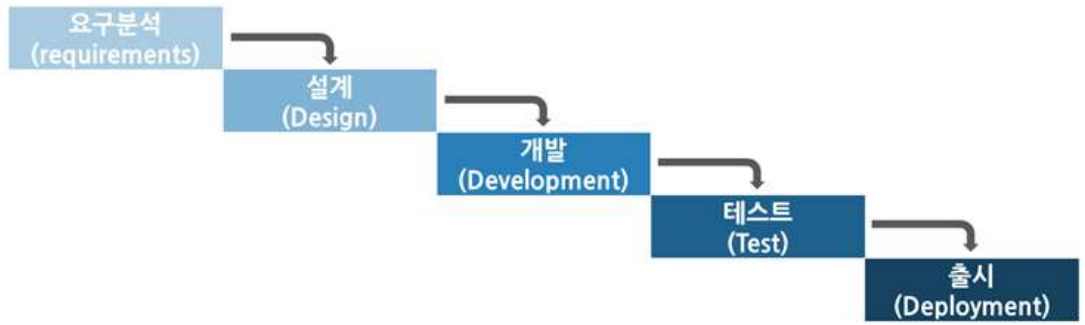 요구분석
(requirements)
설계
(Design)
개발
(Development)
테스트
(Test)
출시
(Deployment)